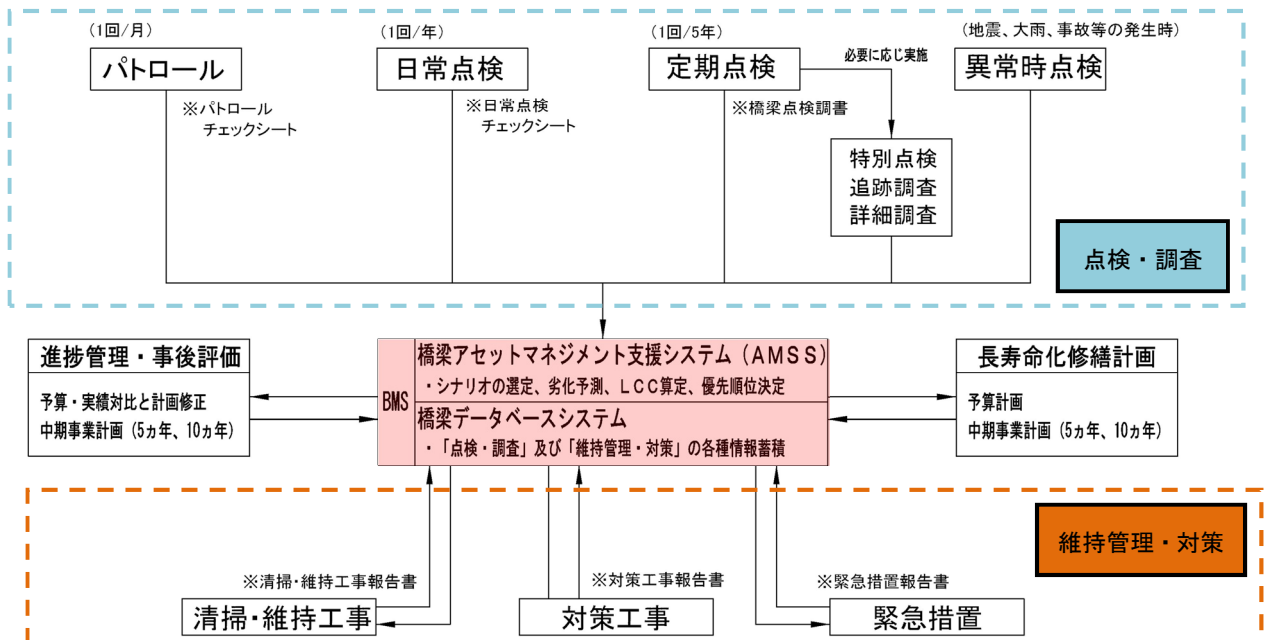 (1回/月)
パトロール
※パトロール
チェックシート
(1回/年)
日常点検
※日常点検
チェックシート
(1回/5年)
定期点検
※橋梁点検調書
必要に応じ実施
特別点検
追跡調査
詳細調査
(地震、大雨、事故等の発生時)
異常時点検
点検・調査
進捗管理・事後評価
予算・実績対比と計画修正
中期事業計画(5ヵ年、10ヵ年)
BMS
橋梁アセットマネジメント支援システム(AMSS)
・シナリオの選定、劣化予測、LCC算定、優先順位決定
橋梁データベースシステム
・「点検・調査」及び「維持管理・対策」の各種情報蓄積
長寿命化修繕計画
予算計画
中期事業計画(5ヵ年、10ヵ年)
維持管理・対策
※清掃・維持工事報告書
清掃・維持工事
※対策工事報告書
対策工事
※緊急措置報告書
緊急措置